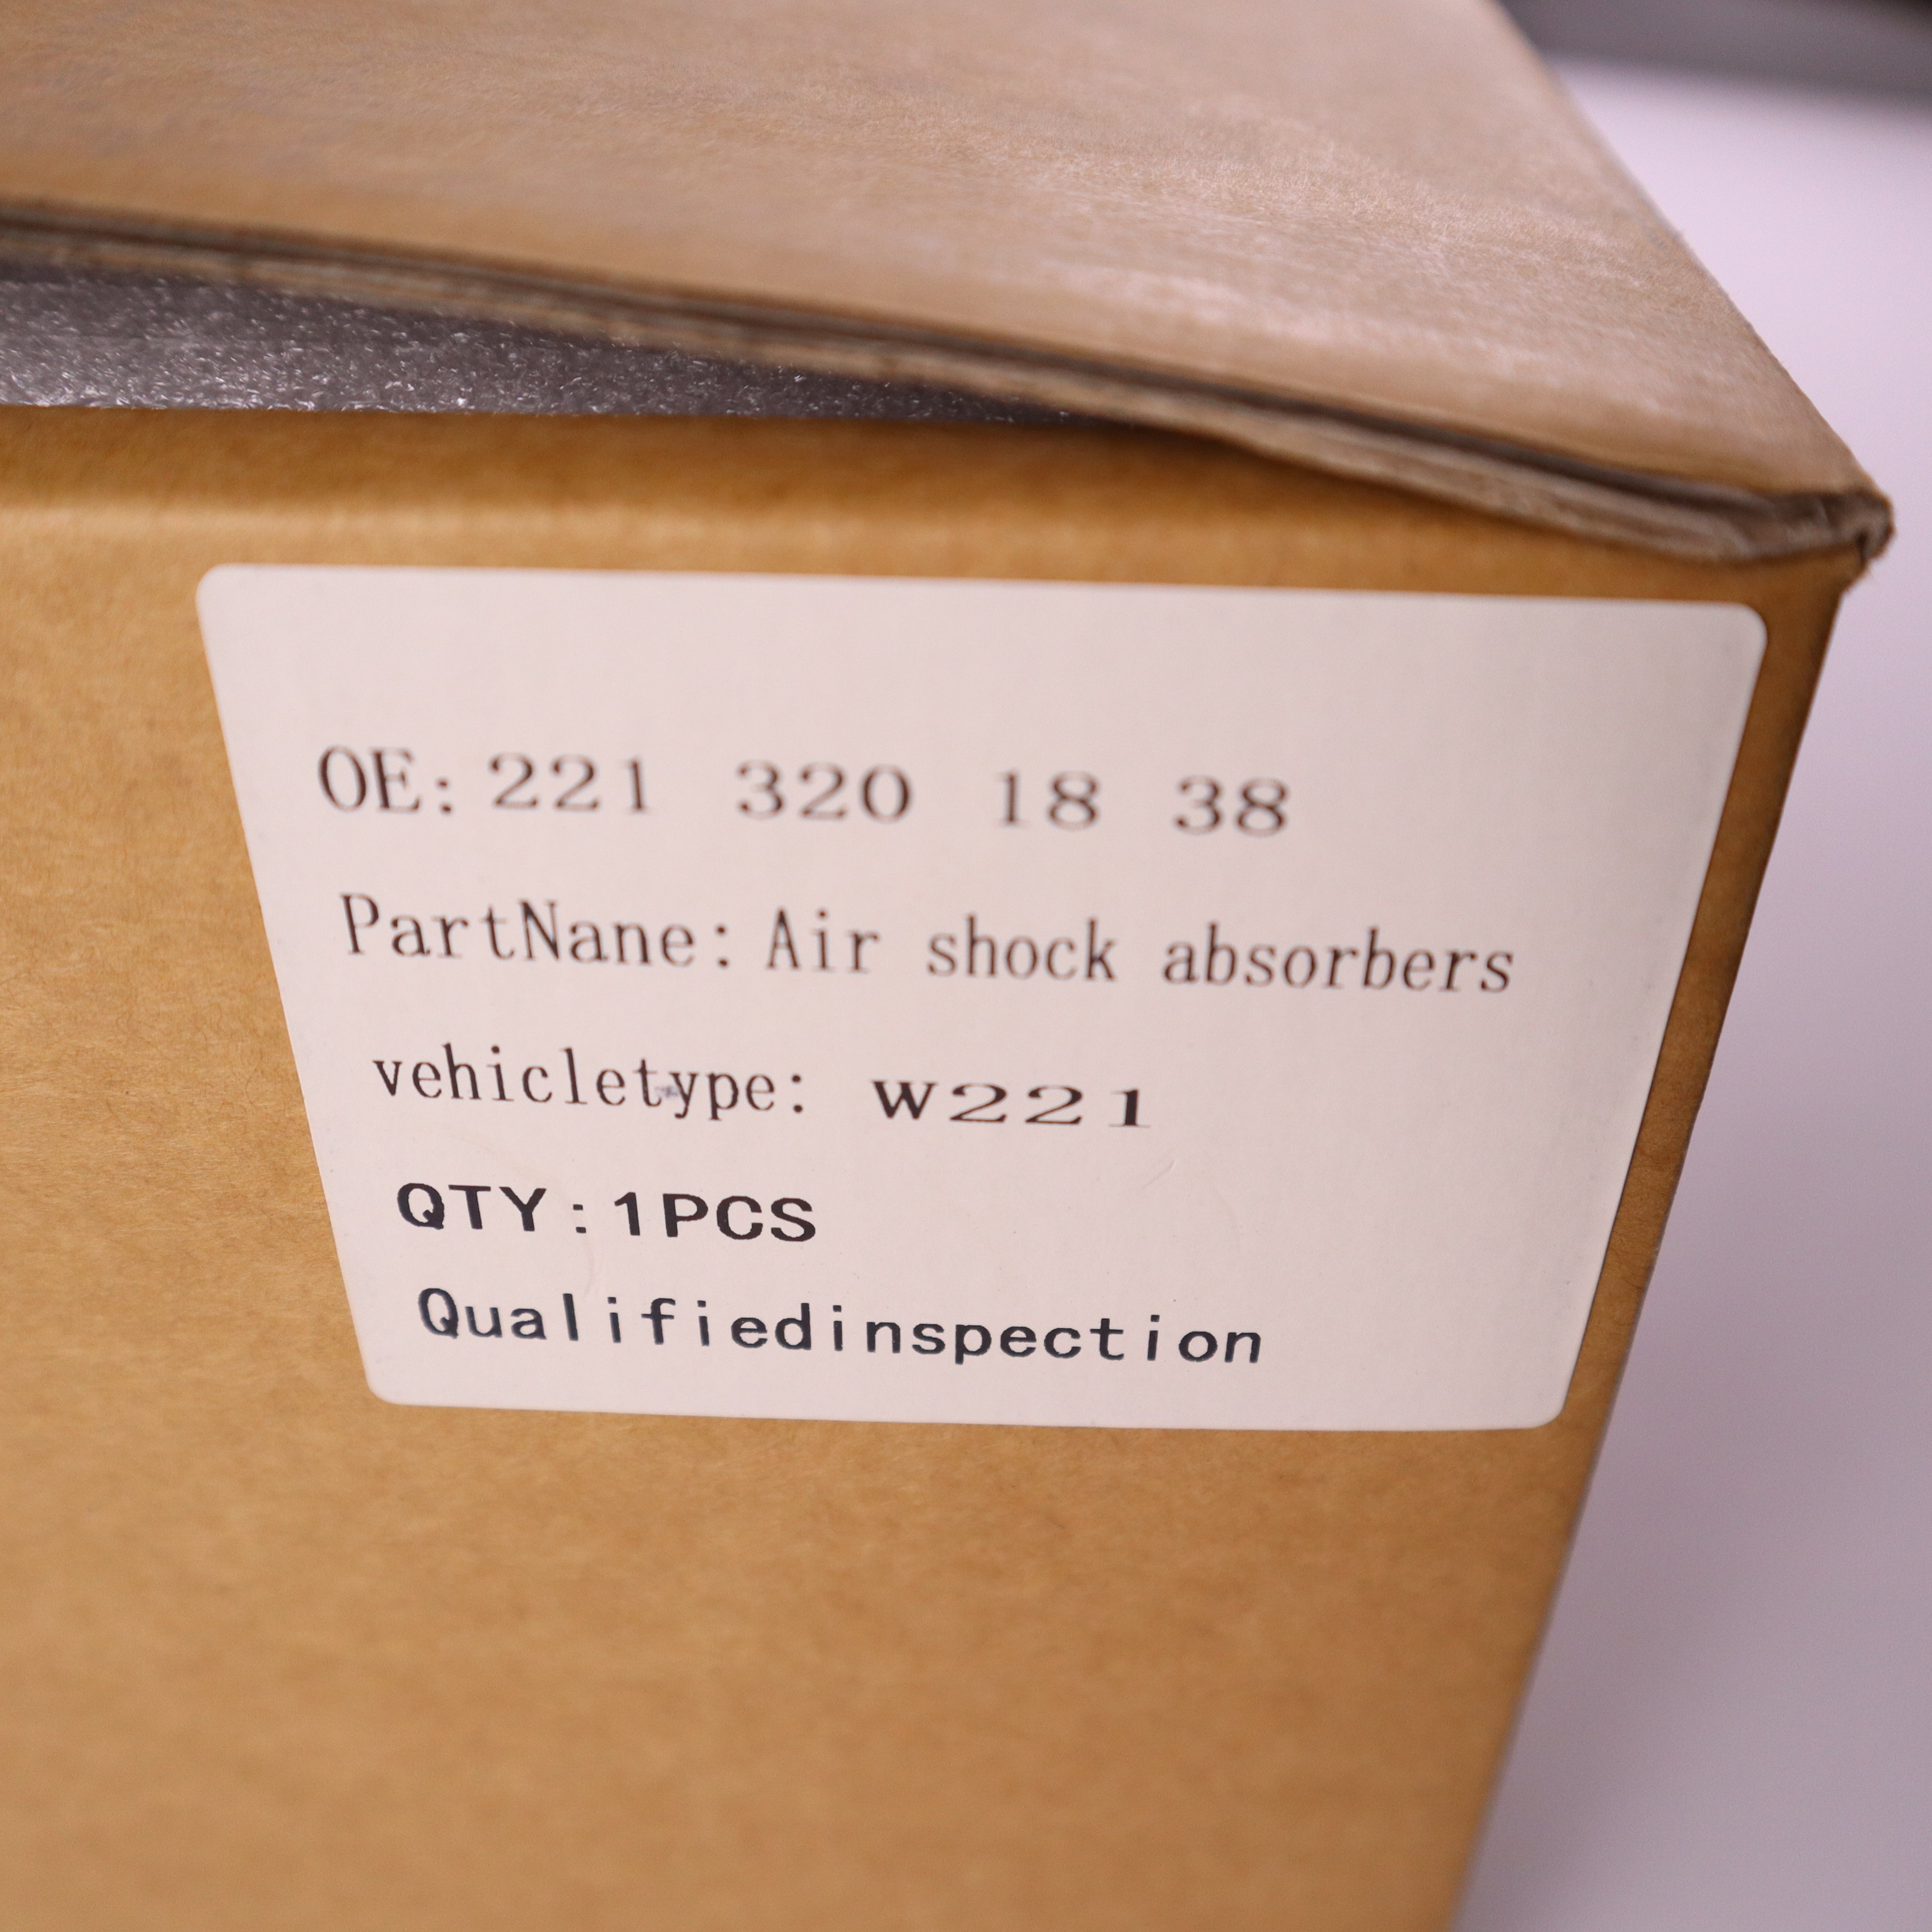 OE: 221 320 18 38
PartNane: Air shock absorbers
vehicletype: W221
QTY: 1PCS
Qualifiedinspection